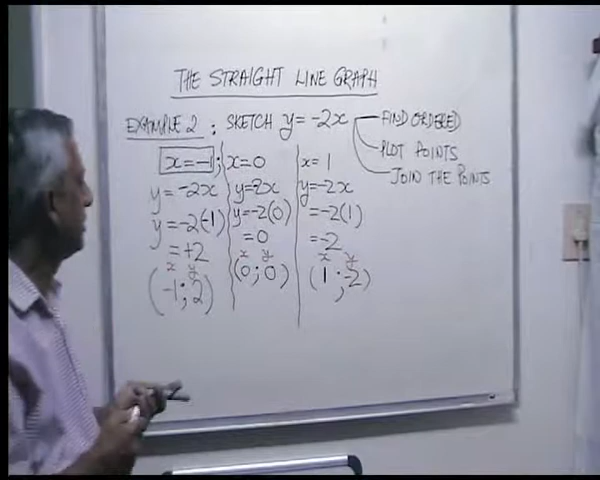 THE STRAIGHT LINE GRAPH
EXAMPLE 2 : SKETCH y = -2x
FIND ORDERED
PLOT POINTS
JOIN THE POINTS
x = -1 ; x = 0 x = 1
y = -2x y = -2x y = -2x
y = -2(-1) y = -2(0) = -2(1)
= +2 = 0 = -2
x y x y x y
(-1 ; 2) (0 ; 0) (1 ; -2)